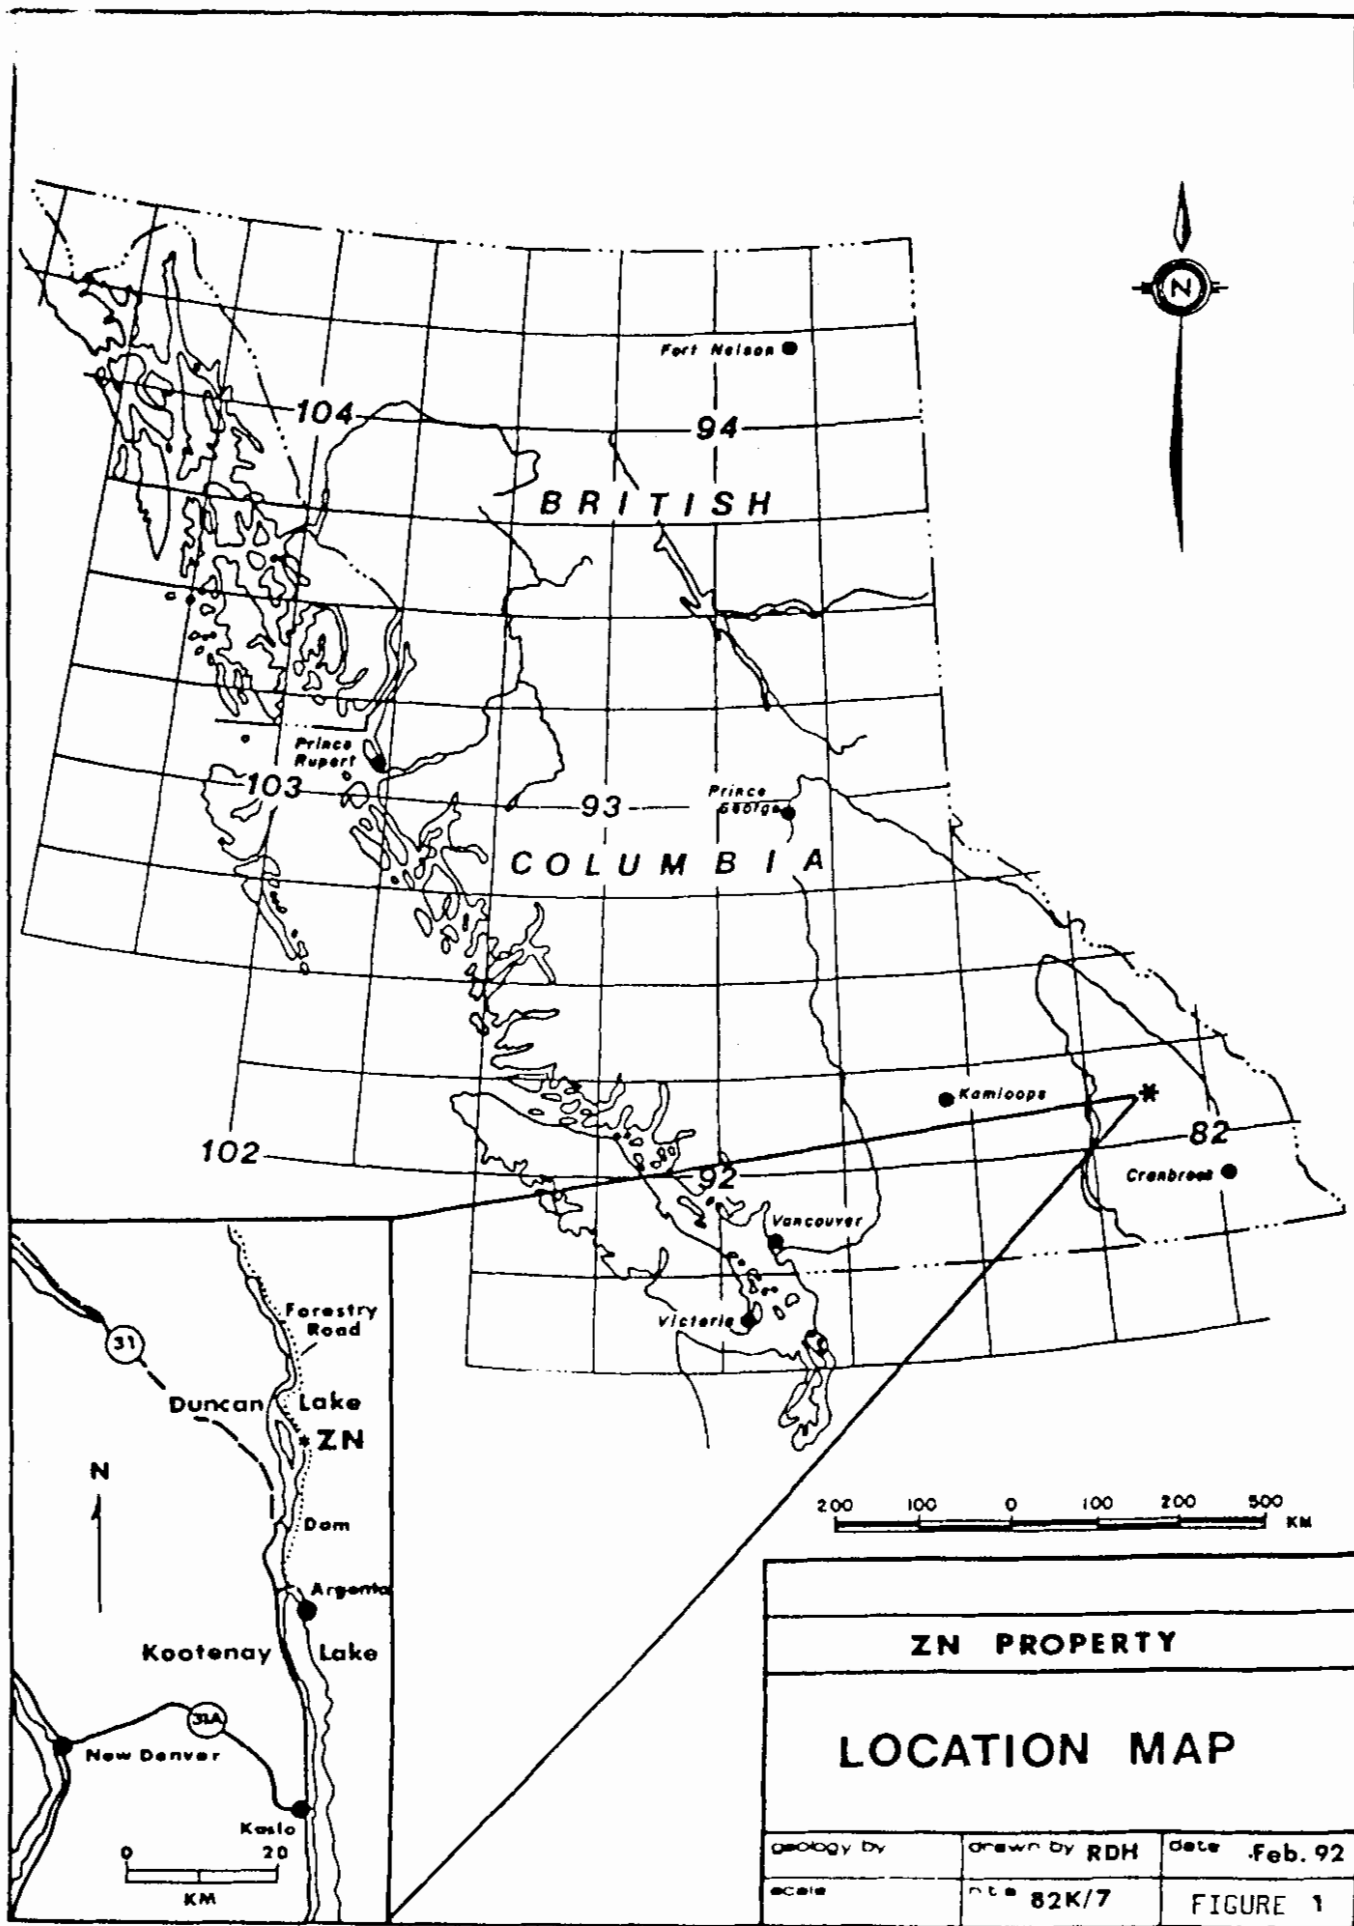 N
Fort Nelson
104
94
BRITISH
Prince
Rupert
103
93
Prince
George
COLUMBIA
Kamloops
*
82
102
92
Cranbrook
Vancouver
Victoria
Forestry
Road
31
Duncan Lake
* ZN
N
Dam
Argenta
Kootenay Lake
31A
New Denver
Kaslo
0 20
KM
200 100 0 100 200 300
KM
ZN PROPERTY
LOCATION MAP
geology by
drawn by RDH
date Feb. 92
scale
nts 82K/7
FIGURE 1